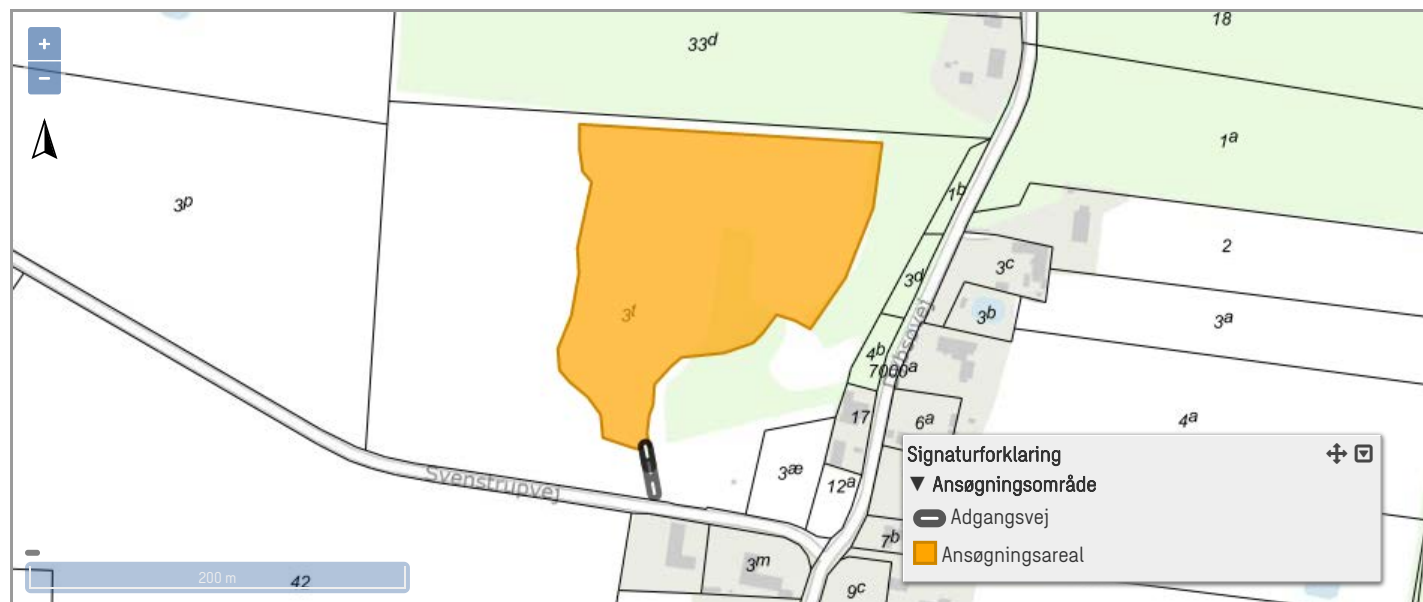 18
33d
+
−
1a
3p
1b
2
3c
3d
3b
3a
4b
7000a
17
6a
4a
Signaturforklaring
▼ Ansøgningsområde
Adgangsvej
Ansøgningsareal
3æ
12a
Svenstrupvej
7b
3m
9c
200 m
42